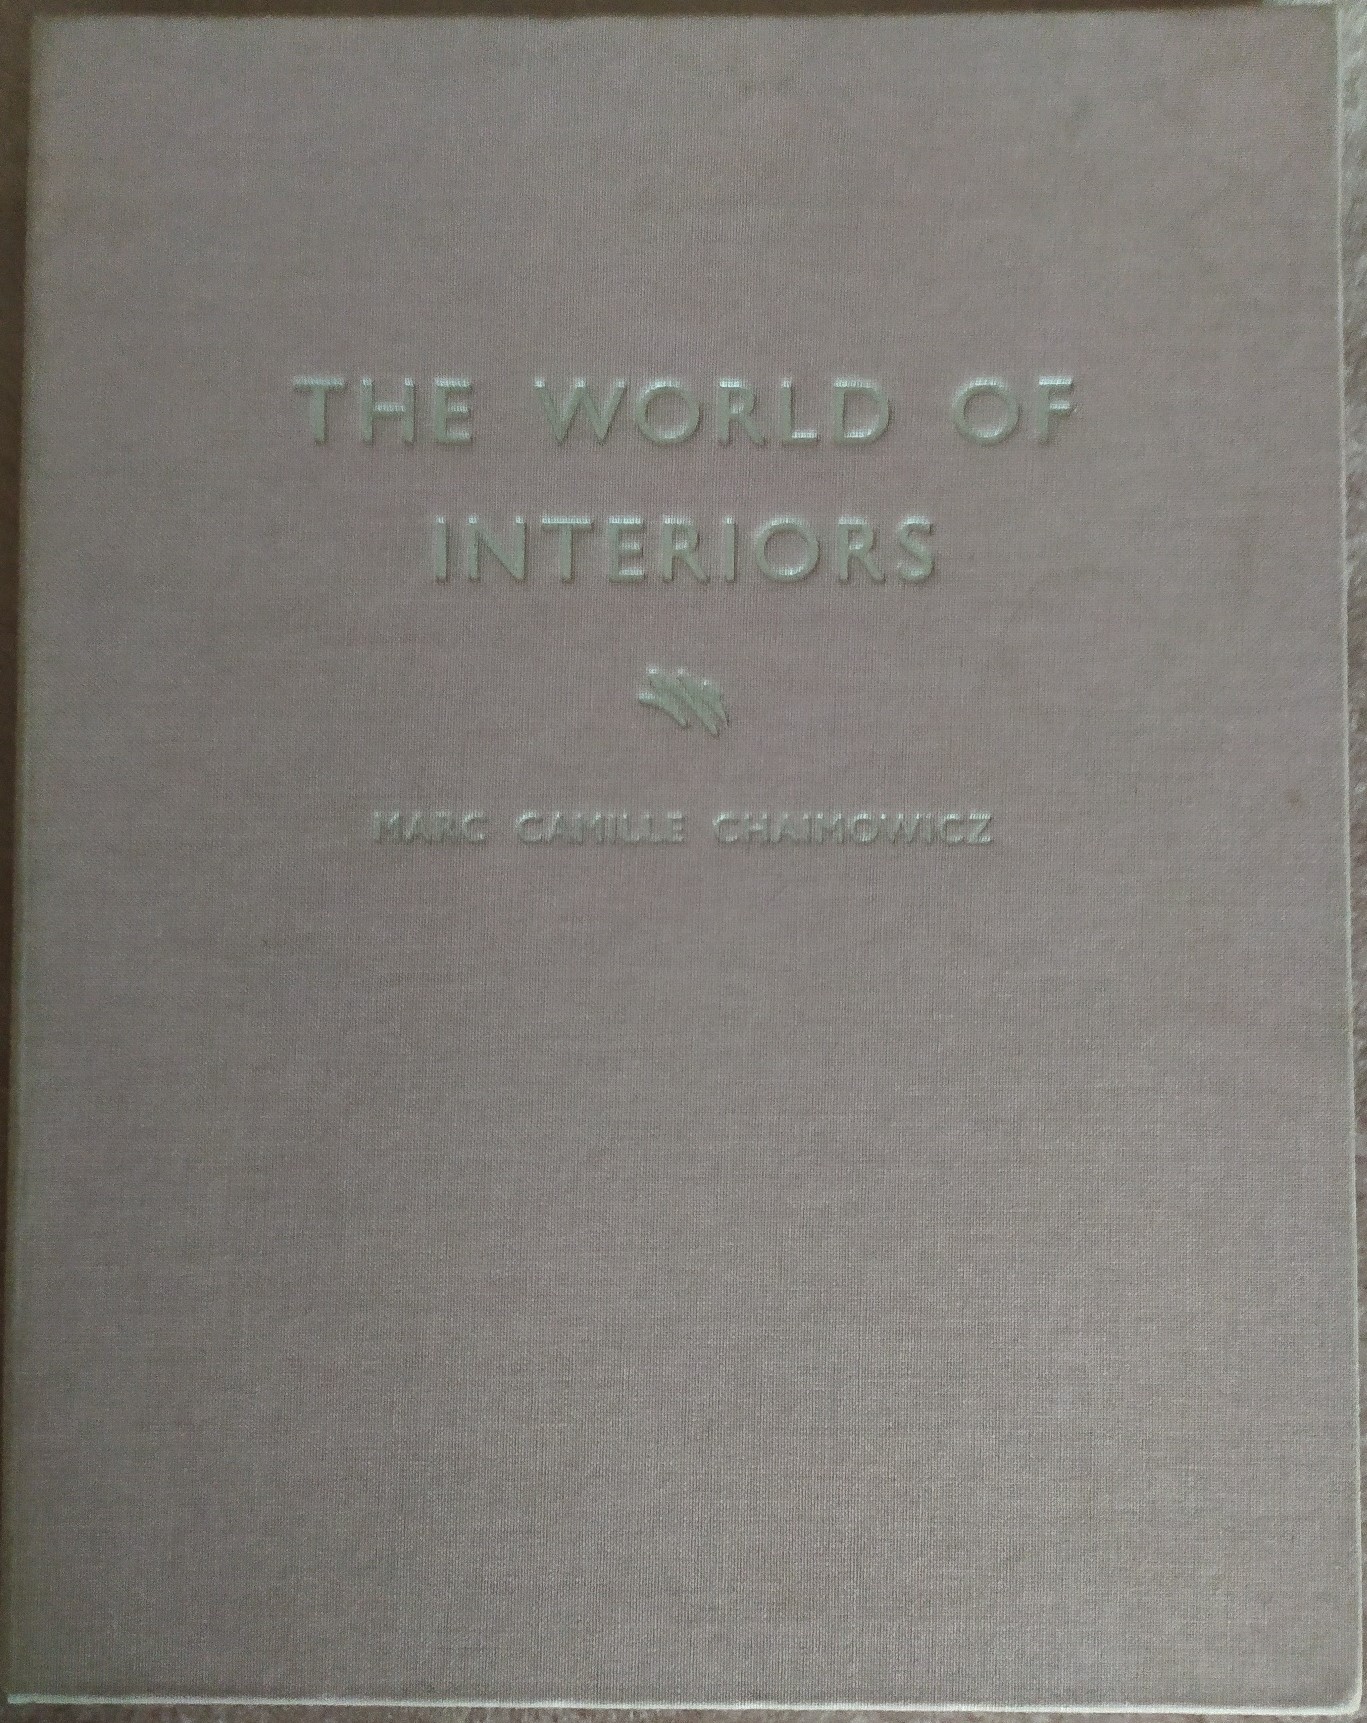 THE WORLD OF
INTERIORS
MARC CAMILLE CHAIMOWICZ